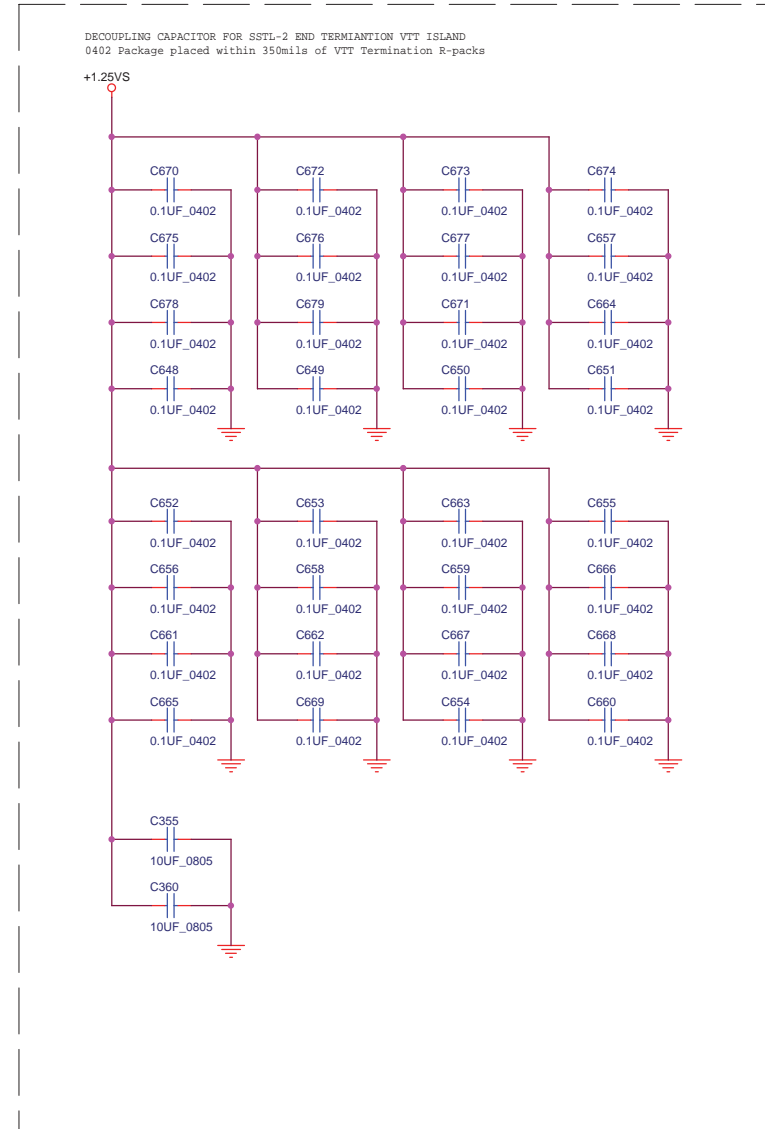 DECOUPLING CAPACITOR FOR SSTL-2 END TERMIANTION VTT ISLAND
0402 Package placed within 350mils of VTT Termination R-packs
+1.25VS
C670 C672 C673 C674
0.1UF_0402 0.1UF_0402 0.1UF_0402 0.1UF_0402
C675 C676 C677 C657
0.1UF_0402 0.1UF_0402 0.1UF_0402 0.1UF_0402
C678 C679 C671 C664
0.1UF_0402 0.1UF_0402 0.1UF_0402 0.1UF_0402
C648 C649 C650 C651
0.1UF_0402 0.1UF_0402 0.1UF_0402 0.1UF_0402
C652 C653 C663 C655
0.1UF_0402 0.1UF_0402 0.1UF_0402 0.1UF_0402
C656 C658 C659 C666
0.1UF_0402 0.1UF_0402 0.1UF_0402 0.1UF_0402
C661 C662 C667 C668
0.1UF_0402 0.1UF_0402 0.1UF_0402 0.1UF_0402
C665 C669 C654 C660
0.1UF_0402 0.1UF_0402 0.1UF_0402 0.1UF_0402
C355
10UF_0805
C360
10UF_0805